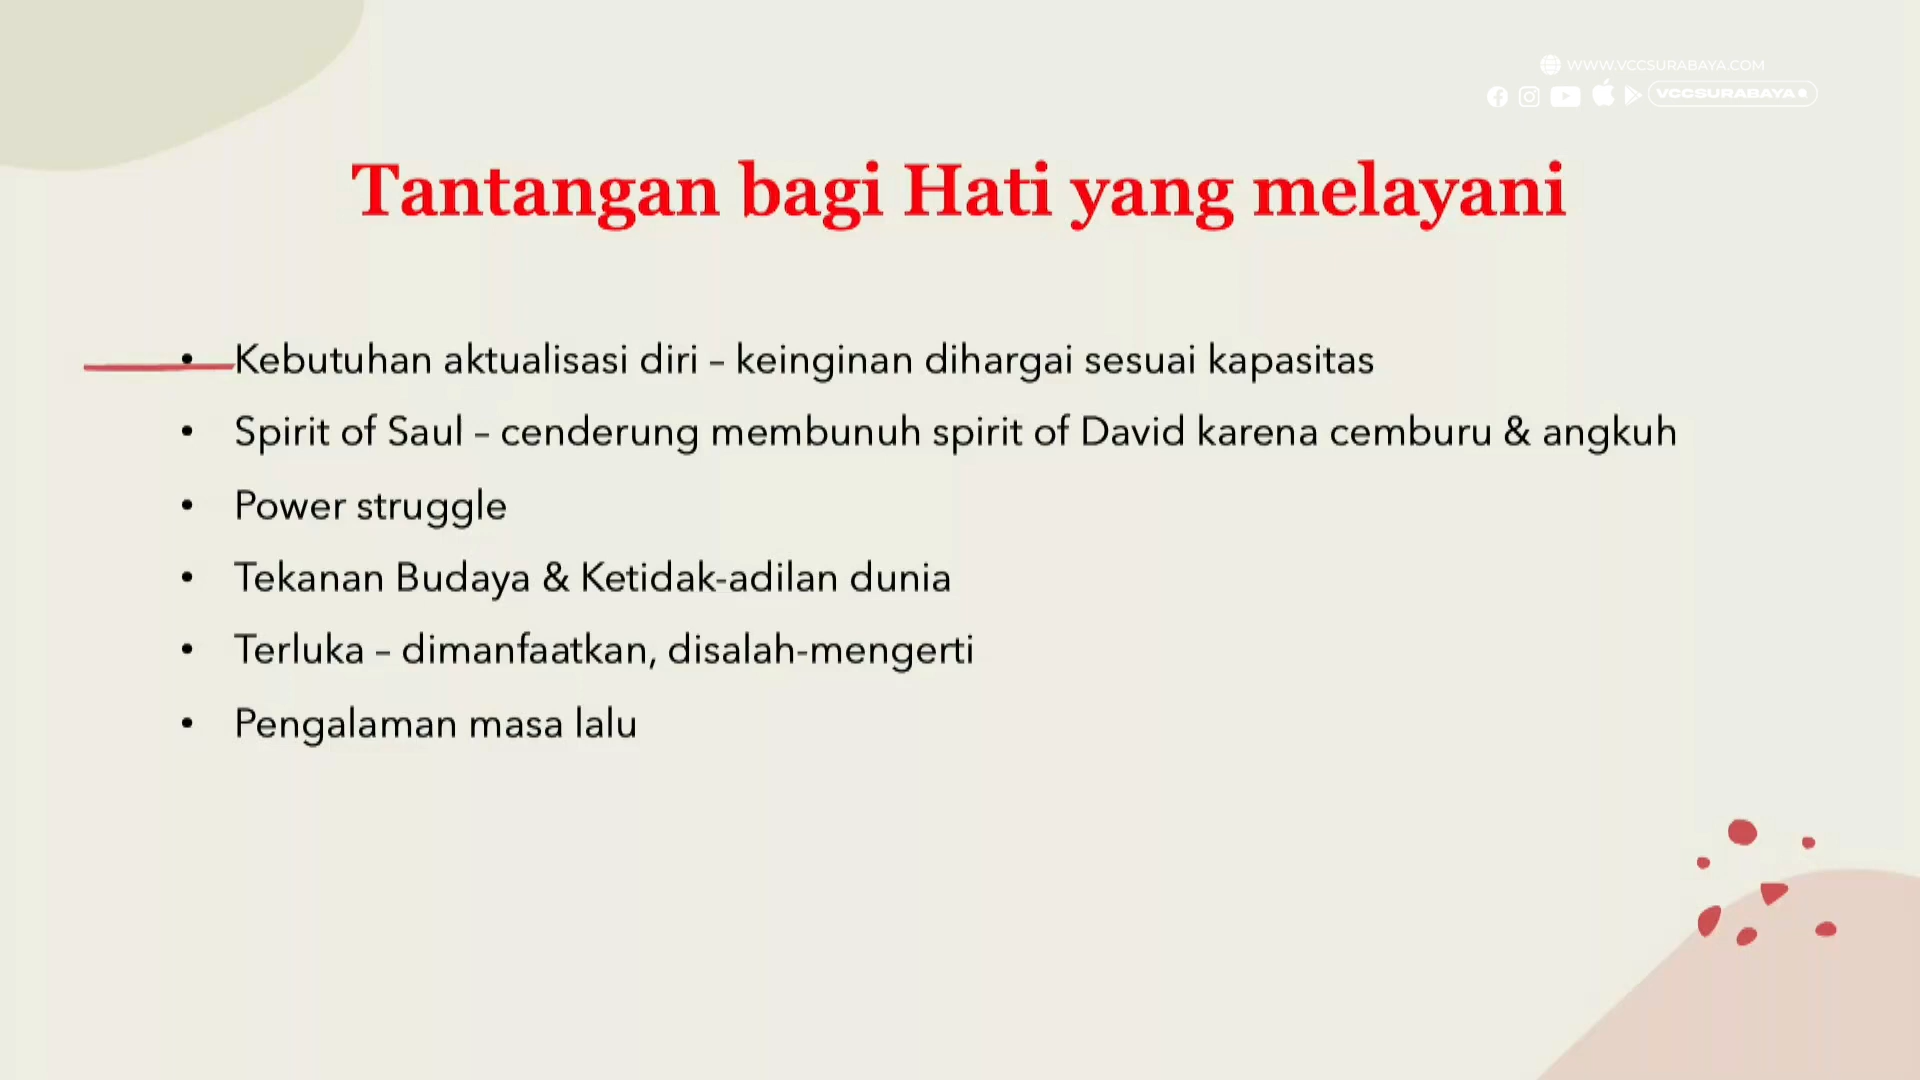 WWW.VCCSURABAYA.COM
VCCSURABAYA
Tantangan bagi Hati yang melayani
• Kebutuhan aktualisasi diri – keinginan dihargai sesuai kapasitas
• Spirit of Saul – cenderung membunuh spirit of David karena cemburu & angkuh
• Power struggle
• Tekanan Budaya & Ketidak-adilan dunia
• Terluka – dimanfaatkan, disalah-mengerti
• Pengalaman masa lalu